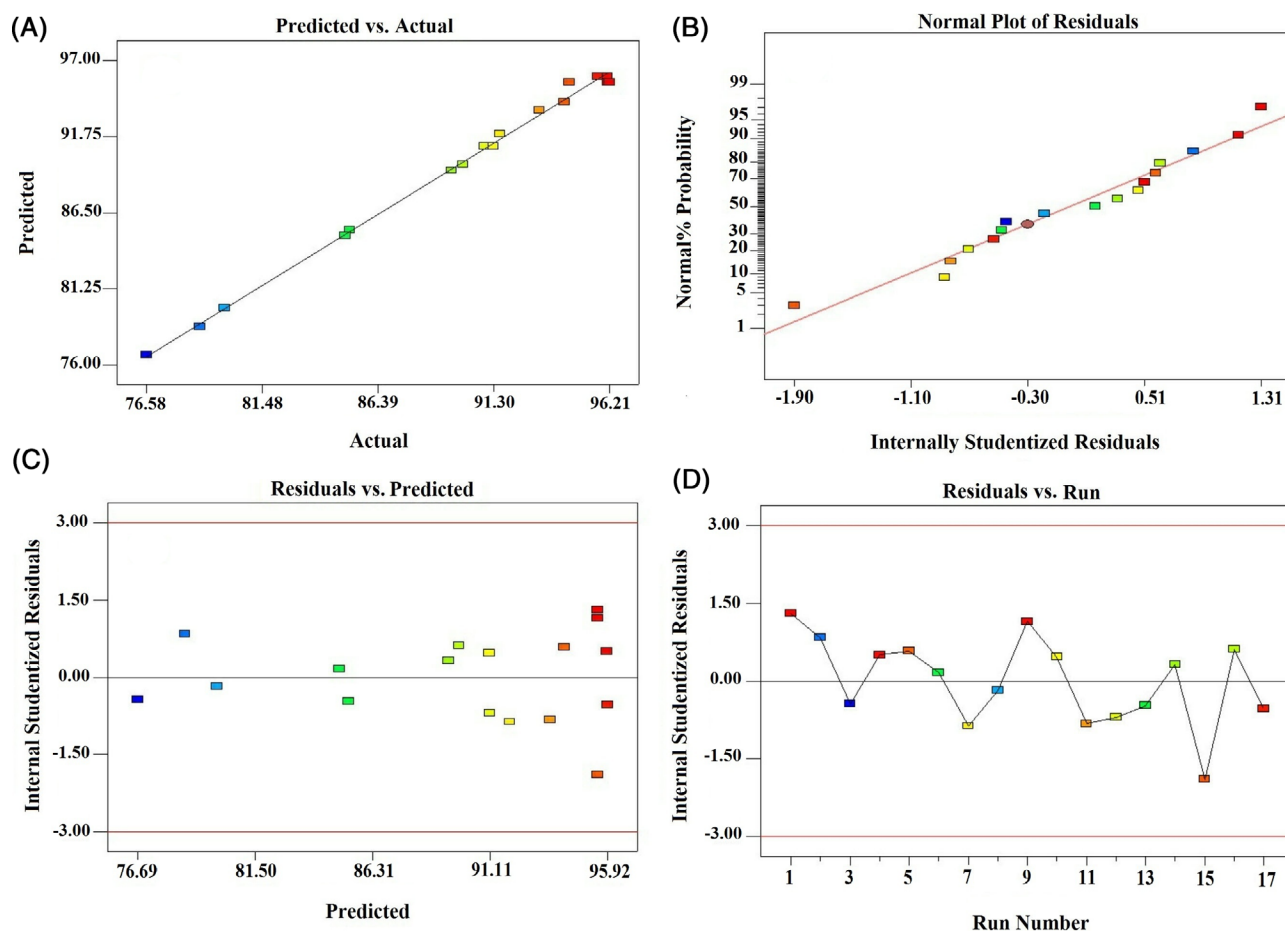 (A)
Predicted vs. Actual
Predicted
97.00
91.75
86.50
81.25
76.00
76.58 81.48 86.39 91.30 96.21
Actual
(B)
Normal Plot of Residuals
Normal% Probability
99
95
90
80
70
50
30
20
10
5
1
-1.90 -1.10 -0.30 0.51 1.31
Internally Studentized Residuals
(C)
Residuals vs. Predicted
Internal Studentized Residuals
3.00
1.50
0.00
-1.50
-3.00
76.69 81.50 86.31 91.11 95.92
Predicted
(D)
Residuals vs. Run
Internal Studentized Residuals
3.00
1.50
0.00
-1.50
-3.00
1 3 5 7 9 11 13 15 17
Run Number